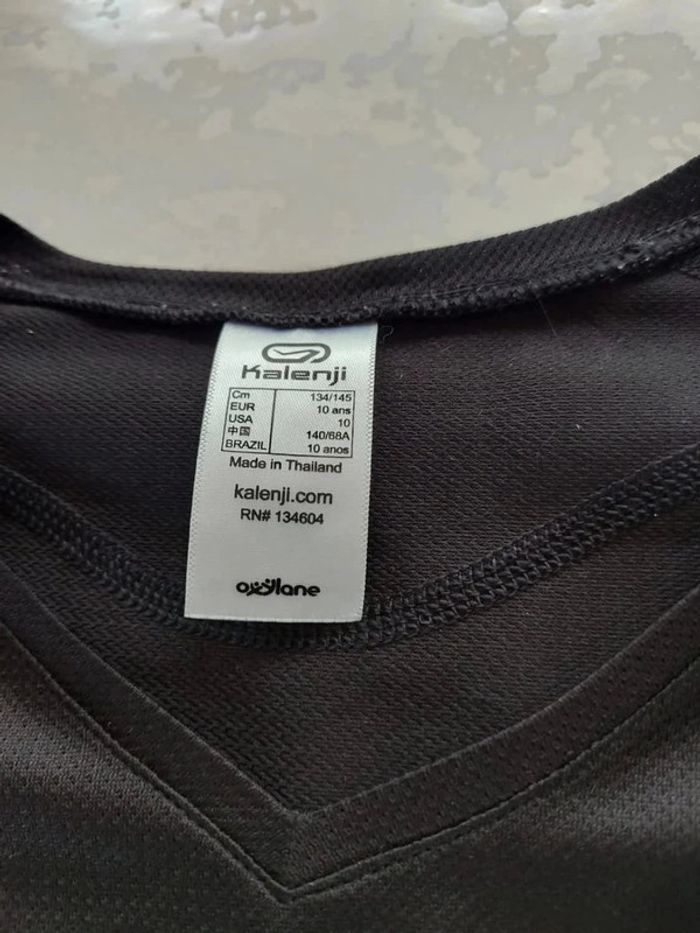 Kalenji
Cm 134/145
EUR 10 ans
USA 10
中国 140/68A
BRAZIL 10 anos
Made in Thailand
kalenji.com
RN# 134604
oxylane